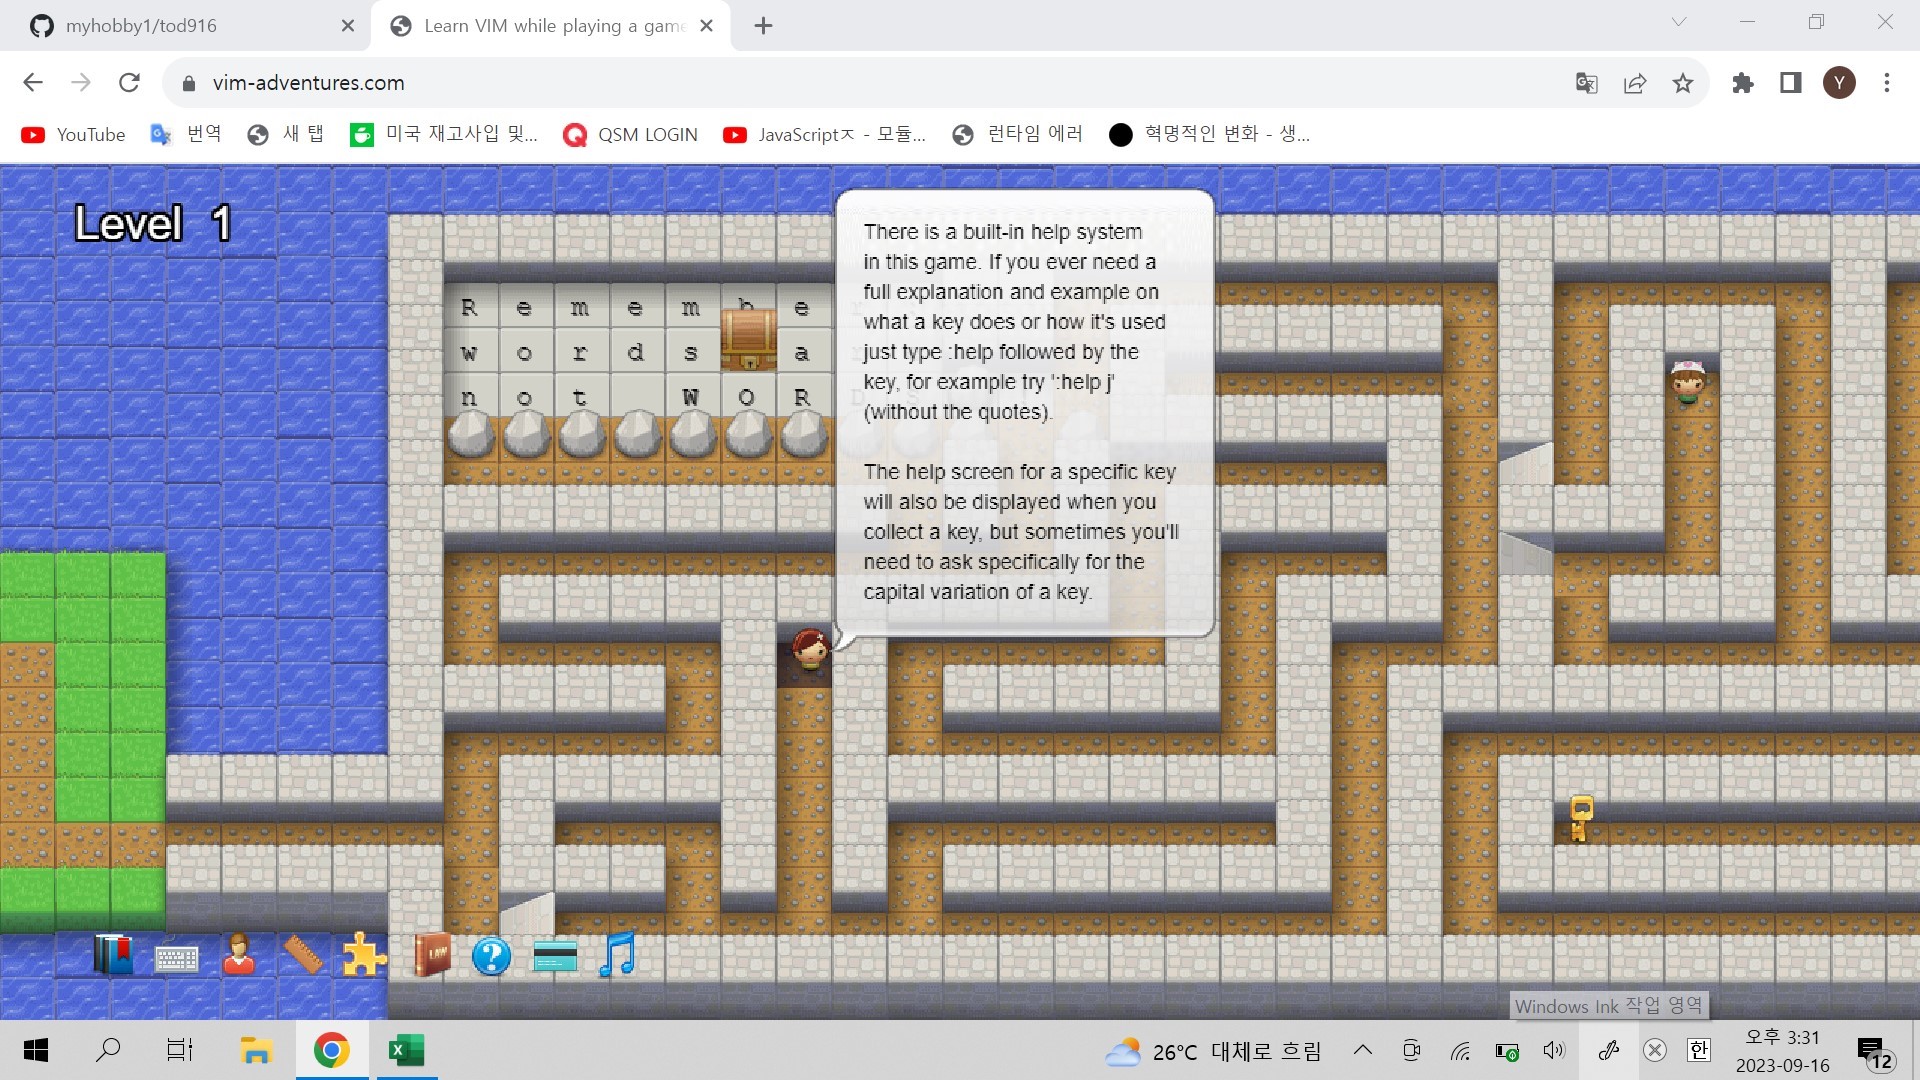 myhobby1/tod916
Learn VIM while playing a game
vim-adventures.com
Y
YouTube
번역
새 탭
미국 재고사입 및...
QSM LOGIN
JavaScriptㅈ - 모듈...
런타임 에러
혁명적인 변화 - 생...
Level 1
R e m e m b e
w o r d s a
n o t W O R
There is a built-in help system
in this game. If you ever need a
full explanation and example on
what a key does or how it's used
just type :help followed by the
key, for example try ':help j'
(without the quotes).
The help screen for a specific key
will also be displayed when you
collect a key, but sometimes you'll
need to ask specifically for the
capital variation of a key.
LAW
Windows Ink 작업 영역
26°C 대체로 흐림
한
오후 3:31
2023-09-16
12